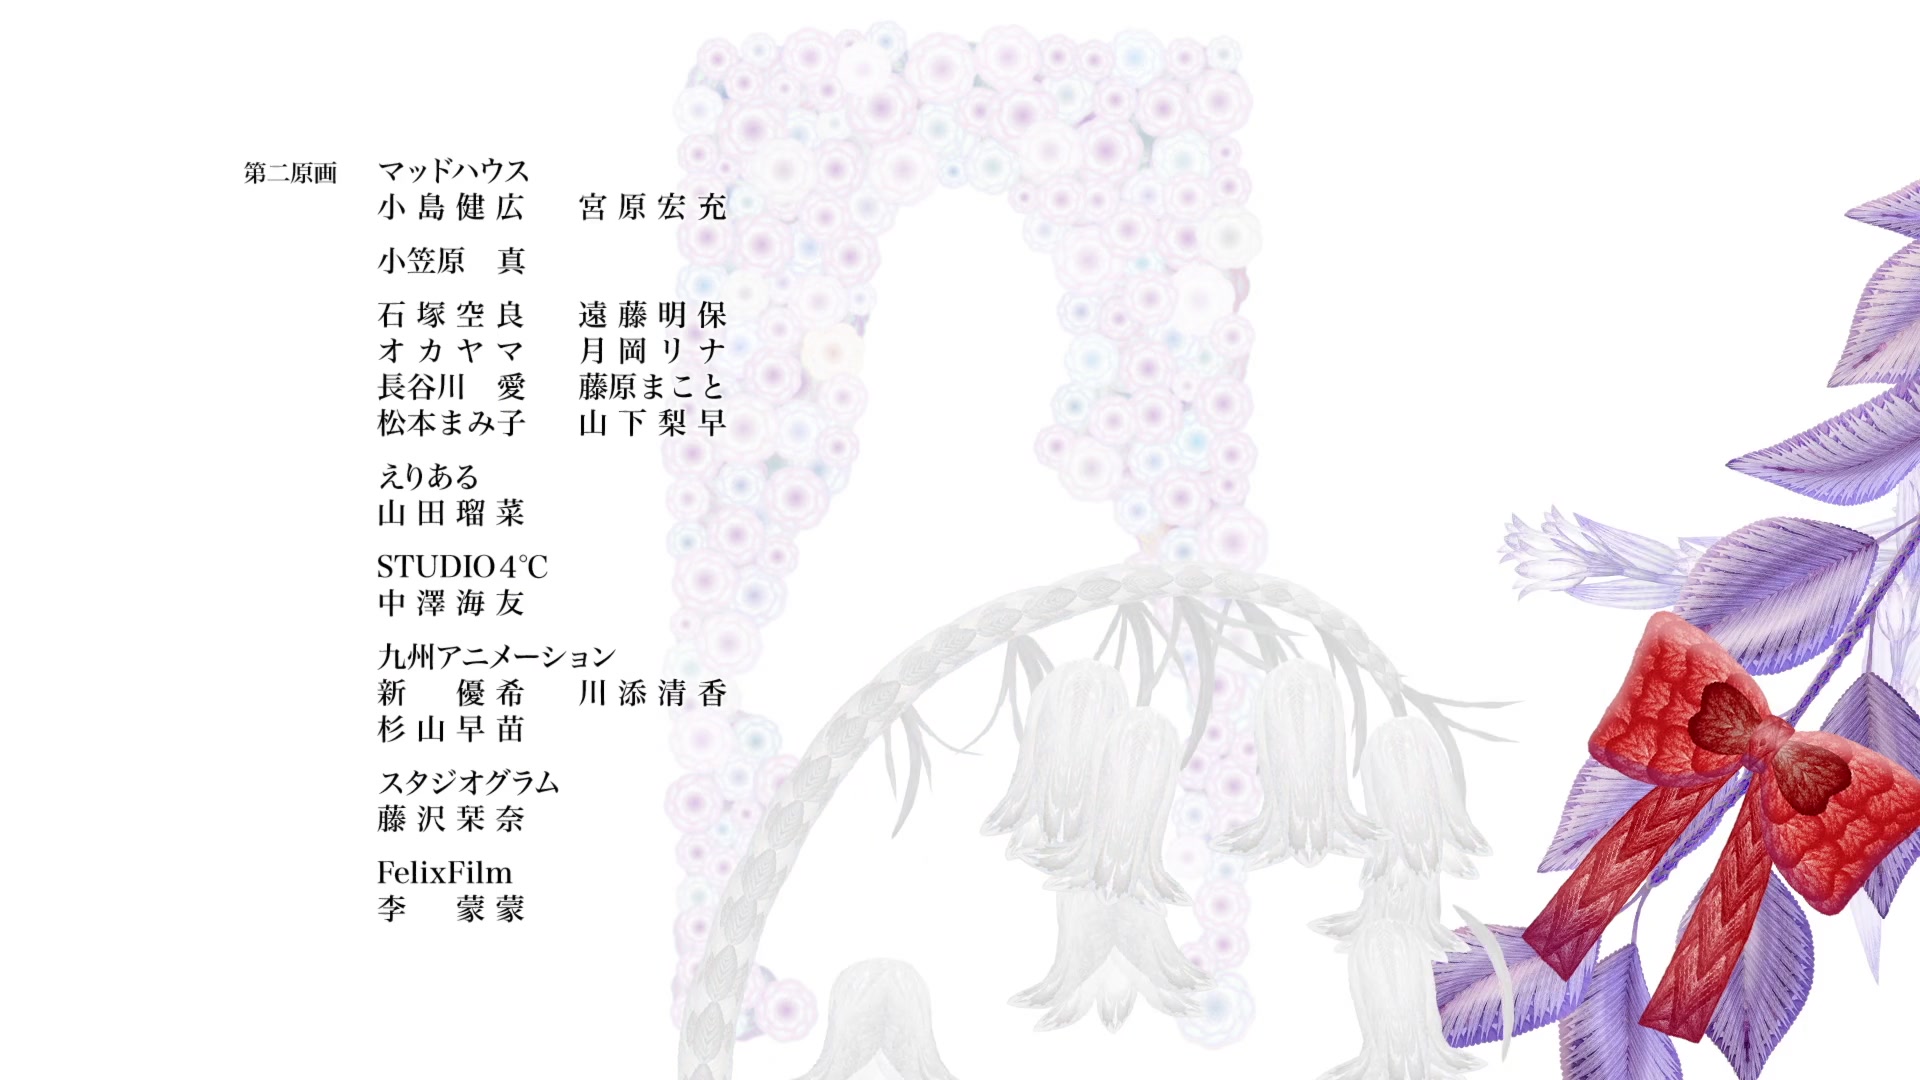 第二原画 マッドハウス
小島健広 宮原宏充
小笠原 真
石塚空良 遠藤明保
オカヤマ 月岡リナ
長谷川 愛 藤原まこと
松本まみ子 山下梨早
えりある
山田瑠菜
STUDIO4℃
中澤海友
九州アニメーション
新 優希 川添清香
杉山早苗
スタジオグラム
藤沢栞奈
FelixFilm
李 蒙蒙